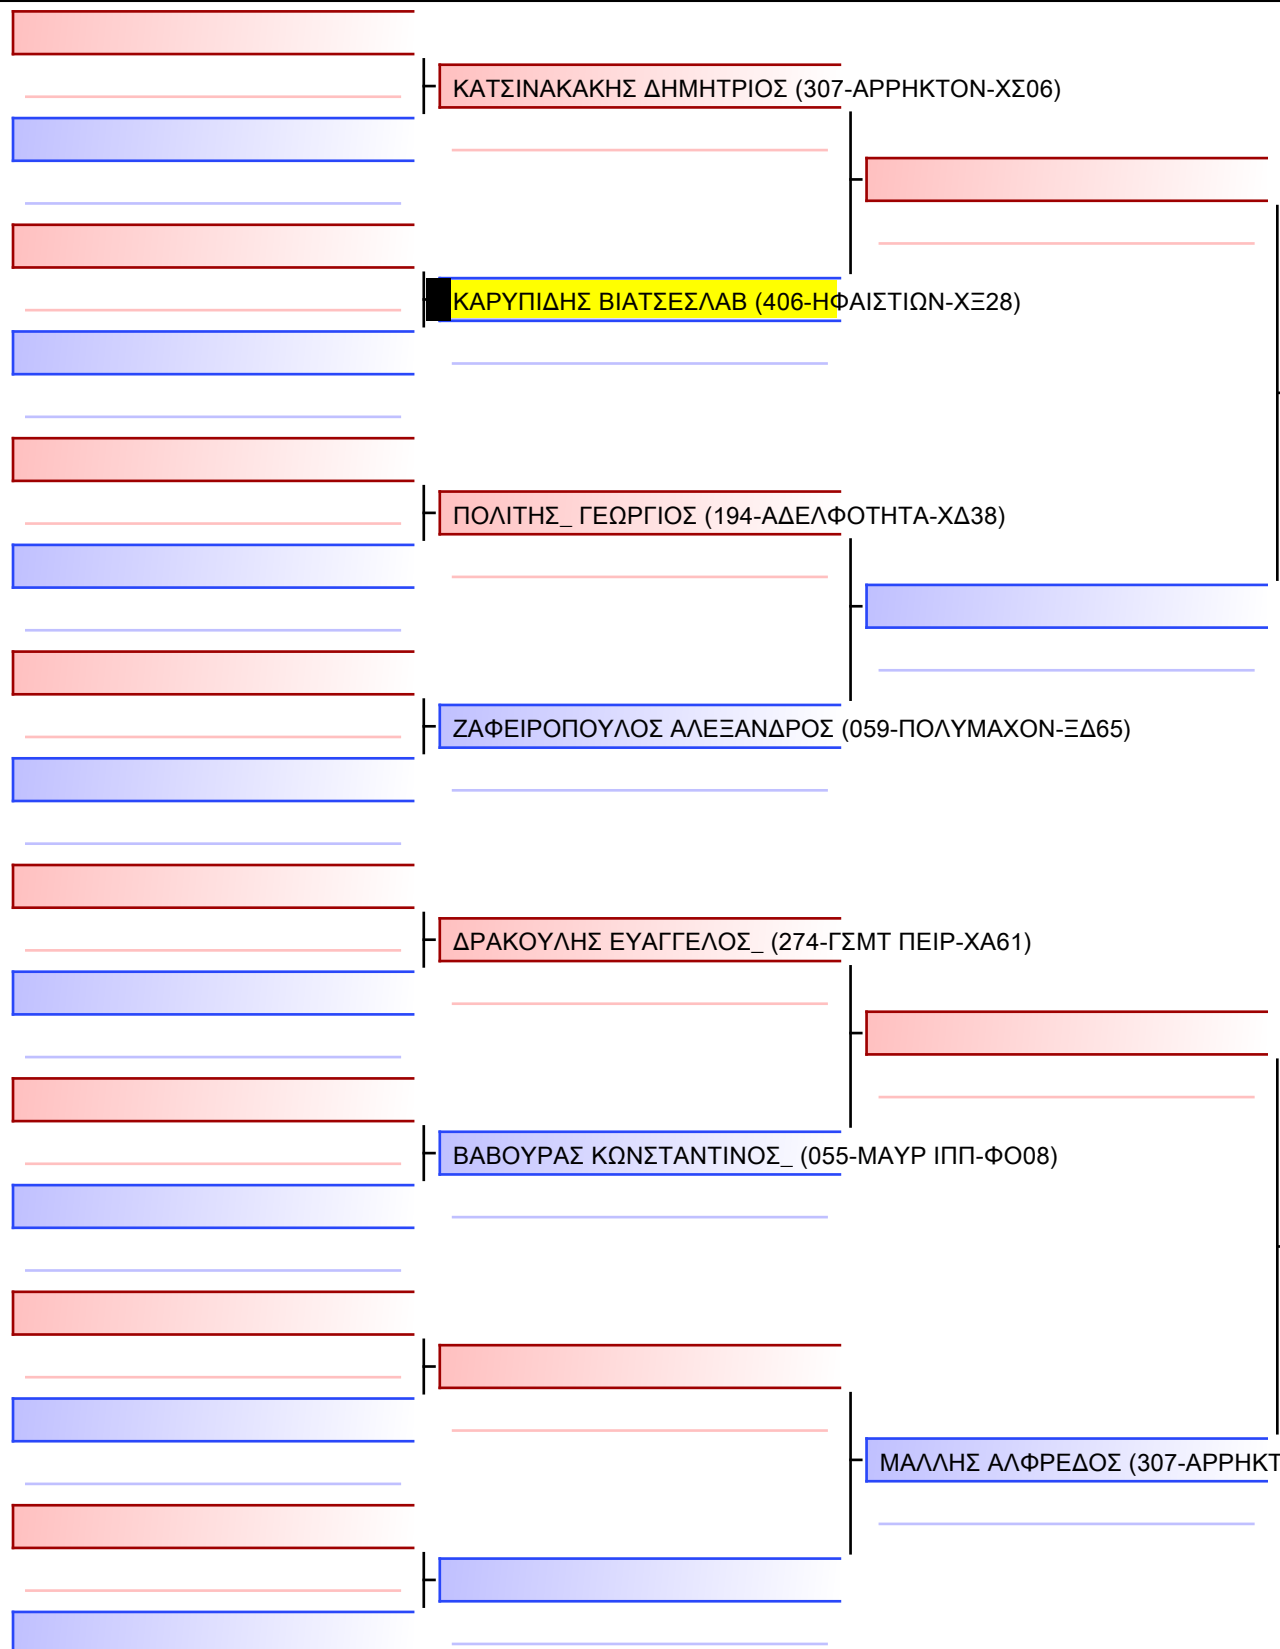 ΚΑΤΣΙΝΑΚΑΚΗΣ ΔΗΜΗΤΡΙΟΣ (307-ΑΡΡΗΚΤΟΝ-ΧΣ06)
ΚΑΡΥΠΙΔΗΣ ΒΙΑΤΣΕΣΛΑΒ (406-ΗΦΑΙΣΤΙΩΝ-ΧΞ28)
ΠΟΛΙΤΗΣ_ ΓΕΩΡΓΙΟΣ (194-ΑΔΕΛΦΟΤΗΤΑ-ΧΔ38)
ΖΑΦΕΙΡΟΠΟΥΛΟΣ ΑΛΕΞΑΝΔΡΟΣ (059-ΠΟΛΥΜΑΧΟΝ-ΞΔ65)
ΔΡΑΚΟΥΛΗΣ ΕΥΑΓΓΕΛΟΣ_ (274-ΓΣΜΤ ΠΕΙΡ-ΧΑ61)
ΒΑΒΟΥΡΑΣ ΚΩΝΣΤΑΝΤΙΝΟΣ_ (055-ΜΑΥΡ ΙΠΠ-ΦΟ08)
ΜΑΛΛΗΣ ΑΛΦΡΕΔΟΣ (307-ΑΡΡΗΚΤ